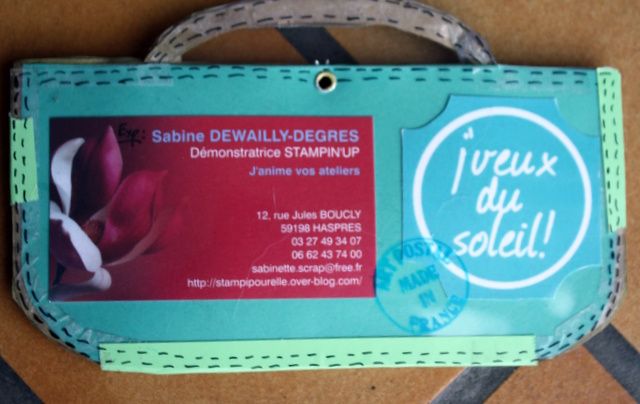 Exp:
Sabine DEWAILLY-DEGRES
Démonstratrice STAMPIN'UP
J'anime vos ateliers
12, rue Jules BOUCLY
59198 HASPRES
03 27 49 34 07
06 62 43 74 00
sabinette.scrap@free.fr
http://stampipourelle.over-blog.com/
j'veux
du
soleil!
ART POSTAL
MADE
IN
FRANCE